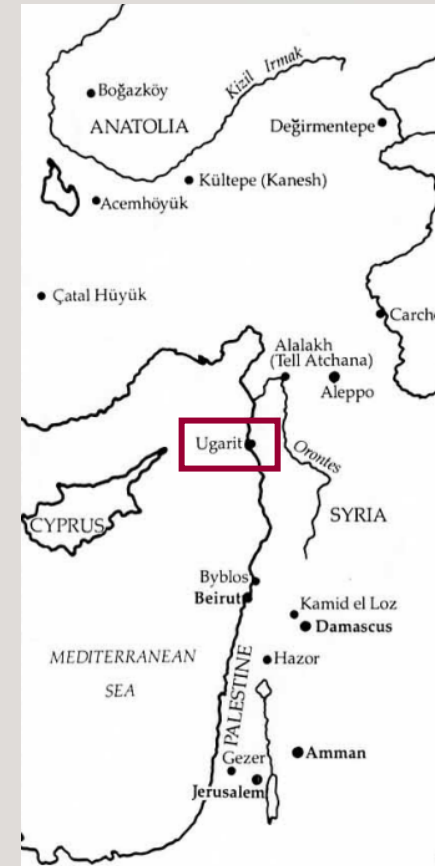 Kizil Irmak
Boğazköy
ANATOLIA
Değirmentepe
Kültepe (Kanesh)
Acemhöyük
Çatal Hüyük
Carche
Alalakh
(Tell Atchana)
Aleppo
Ugarit
Orontes
SYRIA
CYPRUS
Byblos
Beirut
Kamid el Loz
Damascus
MEDITERRANEAN
SEA
Hazor
PALESTINE
Gezer
Amman
Jerusalem